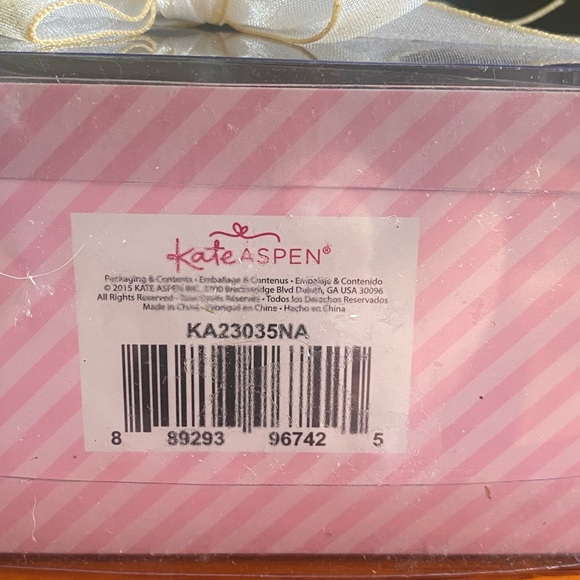 Kate ASPEN®
Packaging & Contents • Emballage & Contenus • Empalaje & Contenido
© 2015 KATE ASPEN INC. Breckinridge Blvd Duluth, GA USA 30096
All Rights Reserved • Tous Droits Réservés • Todos los Derechos Reservados
Made in China • Fabriqué en Chine • Hecho en China
KA23035NA
8 89293 96742 5